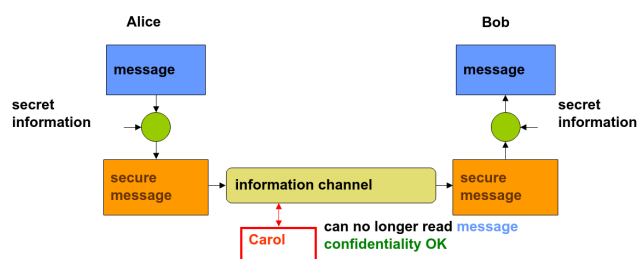 Alice
Bob
message
message
secret
information
secret
information
secure
message
information channel
secure
message
Carol
can no longer read message
confidentiality OK